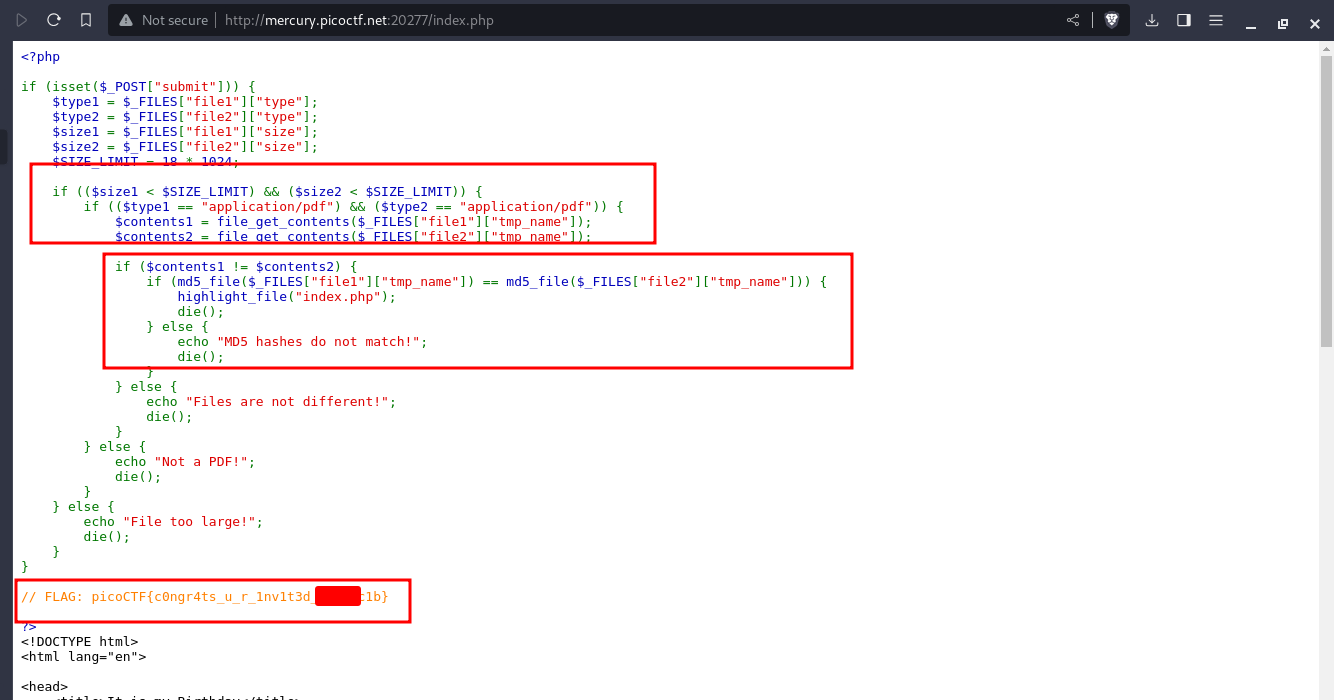 Not secure http://mercury.picoctf.net:20277/index.php
<?php
if (isset($_POST["submit"])) {
    $type1 = $_FILES["file1"]["type"];
    $type2 = $_FILES["file2"]["type"];
    $size1 = $_FILES["file1"]["size"];
    $size2 = $_FILES["file2"]["size"];
    $SIZE_LIMIT = 18 * 1024;
    if (($size1 < $SIZE_LIMIT) && ($size2 < $SIZE_LIMIT)) {
        if (($type1 == "application/pdf") && ($type2 == "application/pdf")) {
            $contents1 = file_get_contents($_FILES["file1"]["tmp_name"]);
            $contents2 = file_get_contents($_FILES["file2"]["tmp_name"]);
            if ($contents1 != $contents2) {
                if (md5_file($_FILES["file1"]["tmp_name"]) == md5_file($_FILES["file2"]["tmp_name"])) {
                    highlight_file("index.php");
                    die();
                } else {
                    echo "MD5 hashes do not match!";
                    die();
                }
            } else {
                echo "Files are not different!";
                die();
            }
        } else {
            echo "Not a PDF!";
            die();
        }
    } else {
        echo "File too large!";
        die();
    }
}
// FLAG: picoCTF{c0ngr4ts_u_r_1nv1t3d_ c1b}
?>
<!DOCTYPE html>
<html lang="en">
<head>
    <title>It is my Birthday</title>